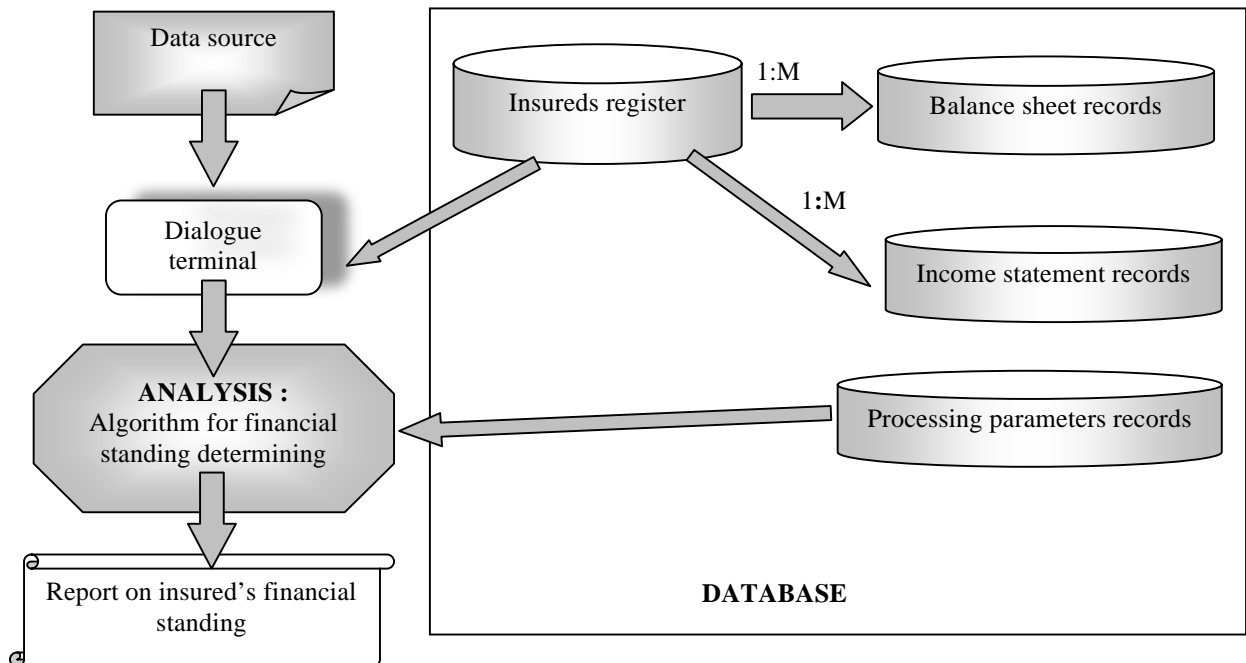 Data source
Dialogue
terminal
ANALYSIS :
Algorithm for financial
standing determining
Report on insured’s financial
standing
Insureds register
1:M
Balance sheet records
1:M
Income statement records
Processing parameters records
DATABASE